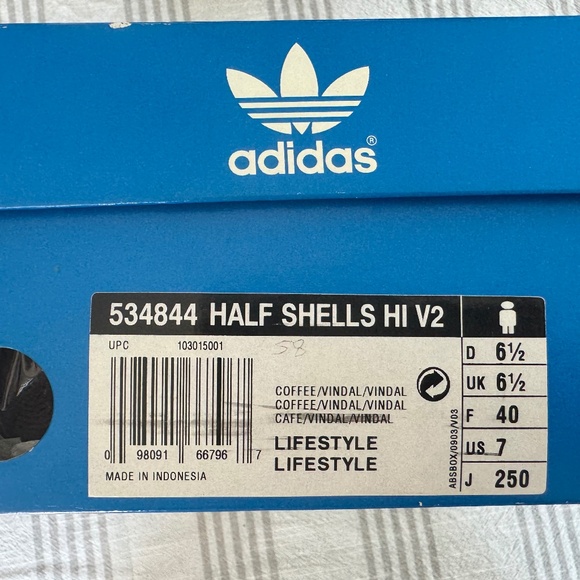 adidas®
534844 HALF SHELLS HI V2
UPC 103015001 58
COFFEE/VINDAL/VINDAL
COFFEE/VINDAL/VINDAL
CAFE/VINDAL/VINDAL
LIFESTYLE
LIFESTYLE
0 98091 66796 7
MADE IN INDONESIA
ABSBOX/0903/V03
D 6½
UK 6½
F 40
US 7
J 250